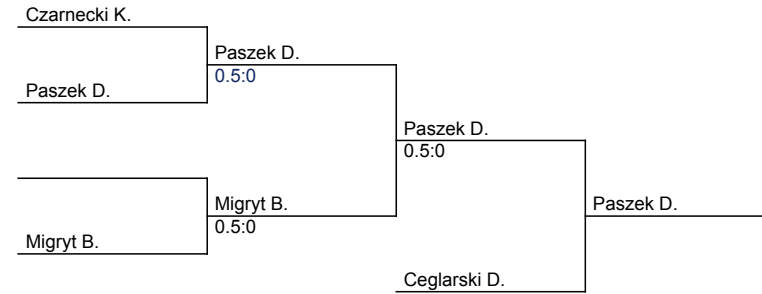 Czarnecki K.
Paszek D.
0.5:0
Paszek D.
Paszek D.
0.5:0
Migryt B.
0.5:0
Paszek D.
Migryt B.
Ceglarski D.